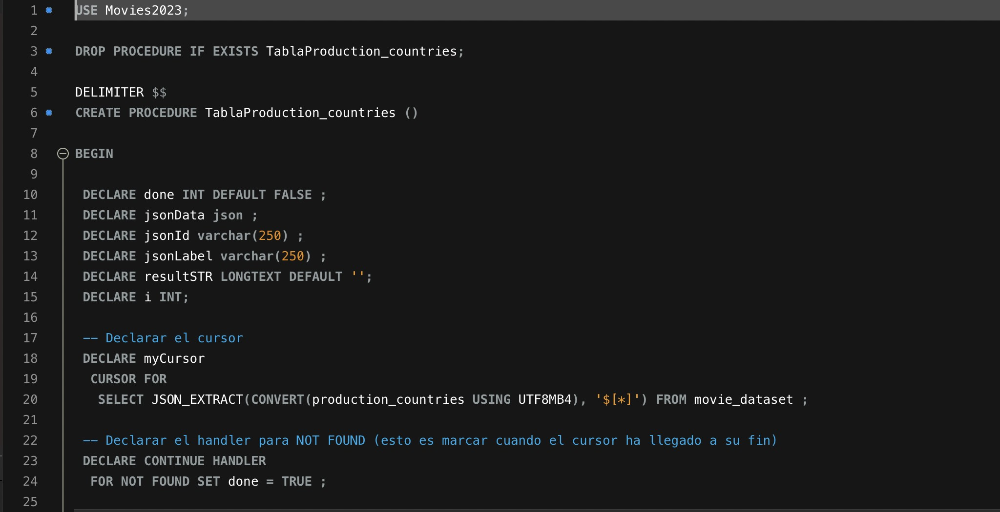 1 USE Movies2023;
2
3 DROP PROCEDURE IF EXISTS TablaProduction_countries;
4
5 DELIMITER $$
6 CREATE PROCEDURE TablaProduction_countries ()
7
8 BEGIN
9
10 DECLARE done INT DEFAULT FALSE ;
11 DECLARE jsonData json ;
12 DECLARE jsonId varchar(250) ;
13 DECLARE jsonLabel varchar(250) ;
14 DECLARE resultSTR LONGTEXT DEFAULT '';
15 DECLARE i INT;
16
17 -- Declarar el cursor
18 DECLARE myCursor
19 CURSOR FOR
20 SELECT JSON_EXTRACT(CONVERT(production_countries USING UTF8MB4), '$[*]') FROM movie_dataset ;
21
22 -- Declarar el handler para NOT FOUND (esto es marcar cuando el cursor ha llegado a su fin)
23 DECLARE CONTINUE HANDLER
24 FOR NOT FOUND SET done = TRUE ;
25